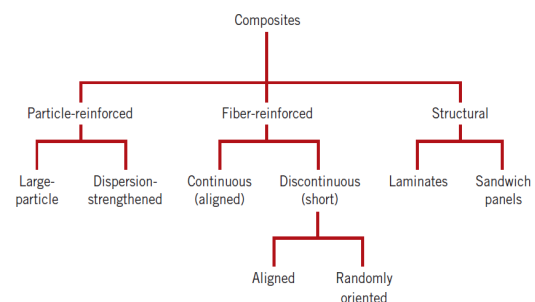 Composites
Particle-reinforced
Fiber-reinforced
Structural
Large-
particle
Dispersion-
strengthened
Continuous
(aligned)
Discontinuous
(short)
Laminates
Sandwich
panels
Aligned
Randomly
oriented